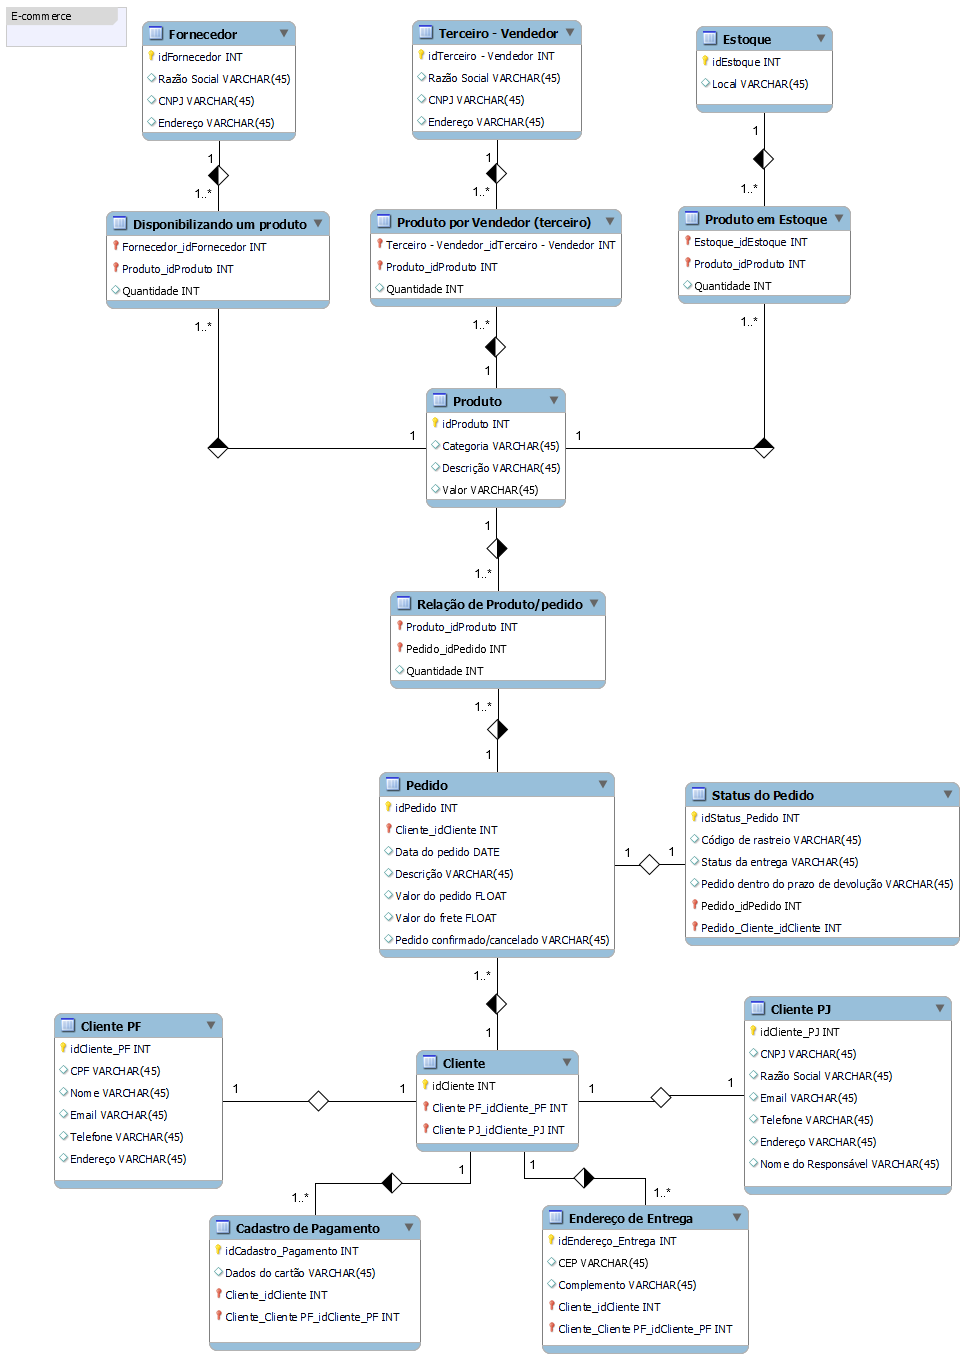 E-commerce
Fornecedor
idFornecedor INT
Razão Social VARCHAR(45)
CNPJ VARCHAR(45)
Endereço VARCHAR(45)
Terceiro - Vendedor
idTerceiro - Vendedor INT
Razão Social VARCHAR(45)
CNPJ VARCHAR(45)
Endereço VARCHAR(45)
Estoque
idEstoque INT
Local VARCHAR(45)
1
1..*
1
1..*
1
1..*
Disponibilizando um produto
Fornecedor_idFornecedor INT
Produto_idProduto INT
Quantidade INT
Produto por Vendedor (terceiro)
Terceiro - Vendedor_idTerceiro - Vendedor INT
Produto_idProduto INT
Quantidade INT
Produto em Estoque
Estoque_idEstoque INT
Produto_idProduto INT
Quantidade INT
1..*
1
1..*
1
1..*
1
Produto
idProduto INT
Categoria VARCHAR(45)
Descrição VARCHAR(45)
Valor VARCHAR(45)
1
1..*
Relação de Produto/pedido
Produto_idProduto INT
Pedido_idPedido INT
Quantidade INT
1..*
1
Pedido
idPedido INT
Cliente_idCliente INT
Data do pedido DATE
Descrição VARCHAR(45)
Valor do pedido FLOAT
Valor do frete FLOAT
Pedido confirmado/cancelado VARCHAR(45)
1
1
Status do Pedido
idStatus_Pedido INT
Código de rastreio VARCHAR(45)
Status da entrega VARCHAR(45)
Pedido dentro do prazo de devolução VARCHAR(45)
Pedido_idPedido INT
Pedido_Cliente_idCliente INT
1..*
1
Cliente PF
idCliente_PF INT
CPF VARCHAR(45)
Nome VARCHAR(45)
Email VARCHAR(45)
Telefone VARCHAR(45)
Endereço VARCHAR(45)
1
1
Cliente
idCliente INT
Cliente PF_idCliente_PF INT
Cliente PJ_idCliente_PJ INT
1
1
Cliente PJ
idCliente_PJ INT
CNPJ VARCHAR(45)
Razão Social VARCHAR(45)
Email VARCHAR(45)
Telefone VARCHAR(45)
Endereço VARCHAR(45)
Nome do Responsável VARCHAR(45)
1
1..*
1
1..*
Cadastro de Pagamento
idCadastro_Pagamento INT
Dados do cartão VARCHAR(45)
Cliente_idCliente INT
Cliente_Cliente PF_idCliente_PF INT
Endereço de Entrega
idEndereço_Entrega INT
CEP VARCHAR(45)
Complemento VARCHAR(45)
Cliente_idCliente INT
Cliente_Cliente PF_idCliente_PF INT